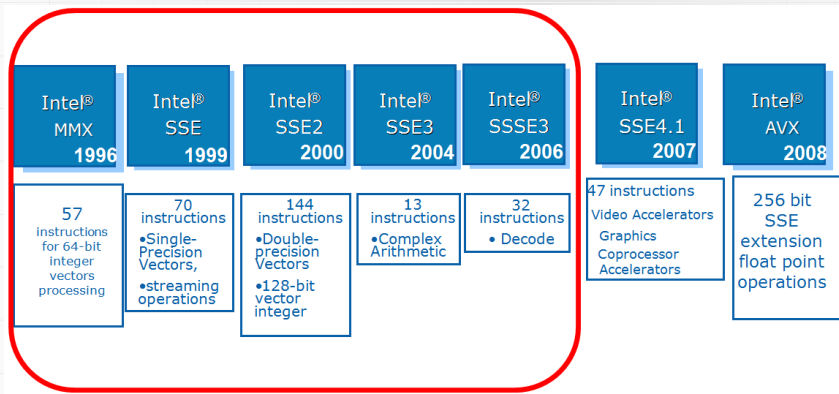 Intel®
MMX
1996
57
instructions
for 64-bit
integer
vectors
processing
Intel®
SSE
1999
70
instructions
•Single-
Precision
Vectors,
•streaming
operations
Intel®
SSE2
2000
144
instructions
•Double-
precision
Vectors
•128-bit
vector
integer
Intel®
SSE3
2004
13
instructions
•Complex
Arithmetic
Intel®
SSSE3
2006
32
instructions
• Decode
Intel®
SSE4.1
2007
47 instructions
Video Accelerators
Graphics
Coprocessor
Accelerators
Intel®
AVX
2008
256 bit
SSE
extension
float point
operations